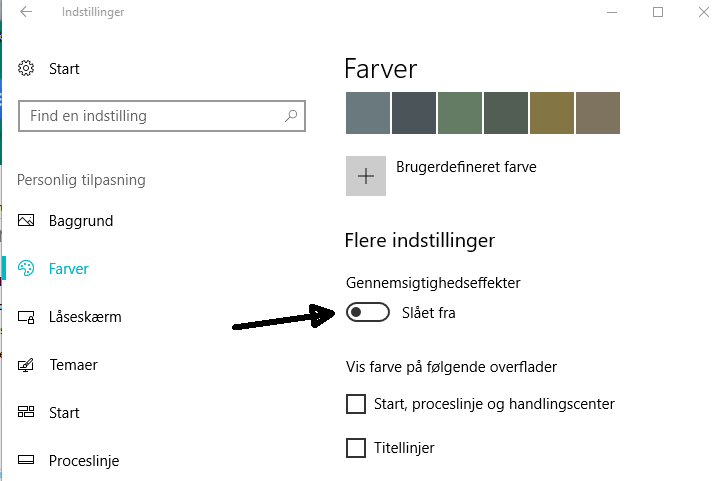 Indstillinger
Start
Find en indstilling
Personlig tilpasning
Baggrund
Farver
Låseskærm
Temaer
Start
Proceslinje
Farver
Brugerdefineret farve
Flere indstillinger
Gennemsigtighedseffekter
Slået fra
Vis farve på følgende overflader
Start, proceslinje og handlingscenter
Titellinjer